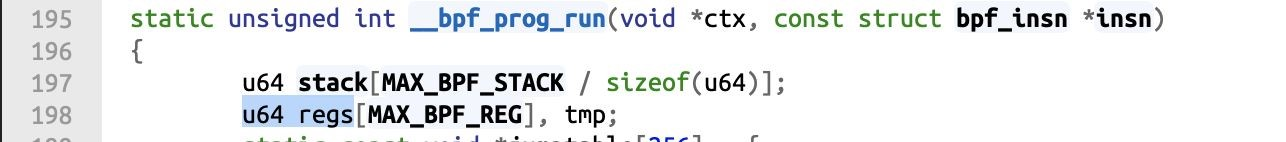 195 static unsigned int __bpf_prog_run(void *ctx, const struct bpf_insn *insn)
196 {
197 u64 stack[MAX_BPF_STACK / sizeof(u64)];
198 u64 regs[MAX_BPF_REG], tmp;